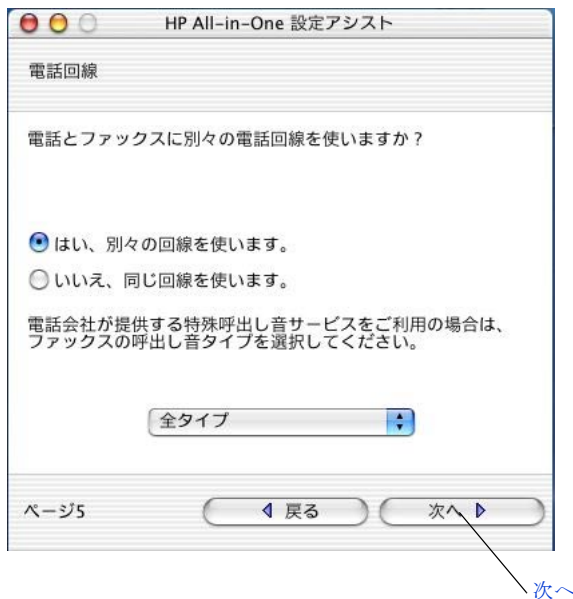 HP All-in-One 設定アシスト
電話回線
電話とファックスに別々の電話回線を使いますか？
はい、別々の回線を使います。
いいえ、同じ回線を使います。
電話会社が提供する特殊呼出し音サービスをご利用の場合は、
ファックスの呼出し音タイプを選択してください。
全タイプ
ページ5
戻る
次へ
次へ